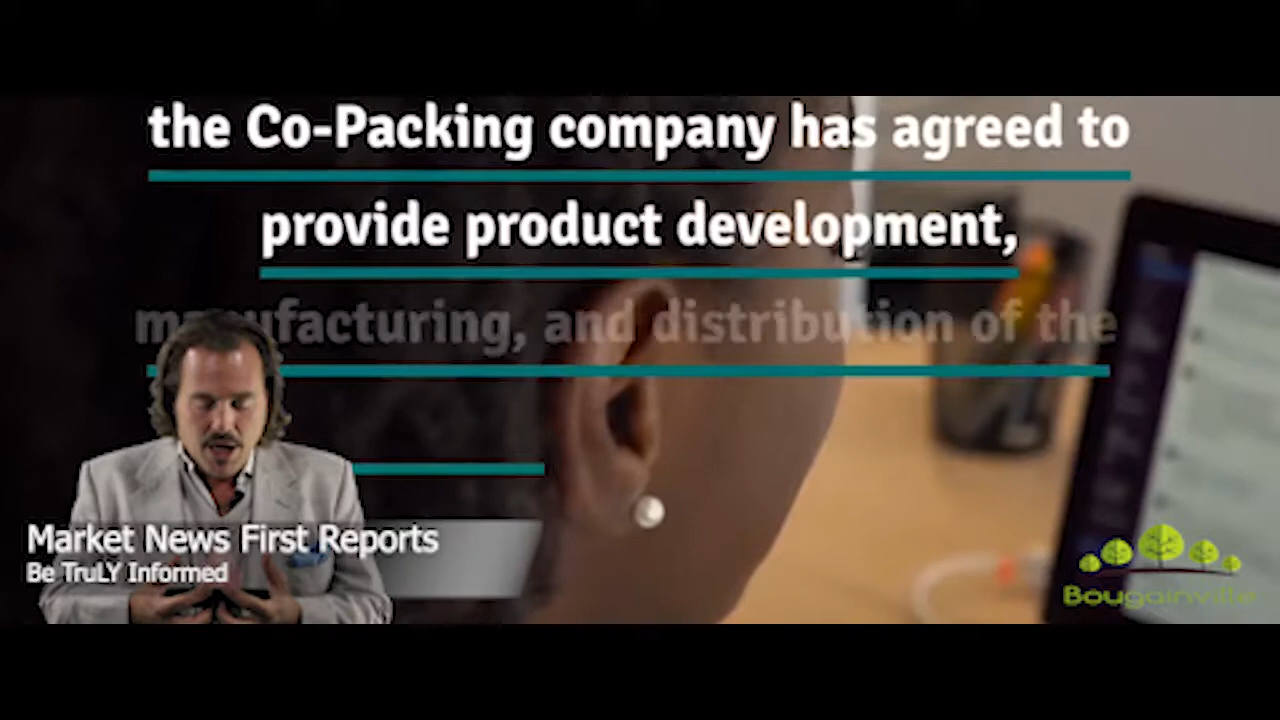 the Co-Packing company has agreed to
provide product development,
manufacturing, and distribution of the
Market News First Reports
Be TruLY Informed
Bougainville